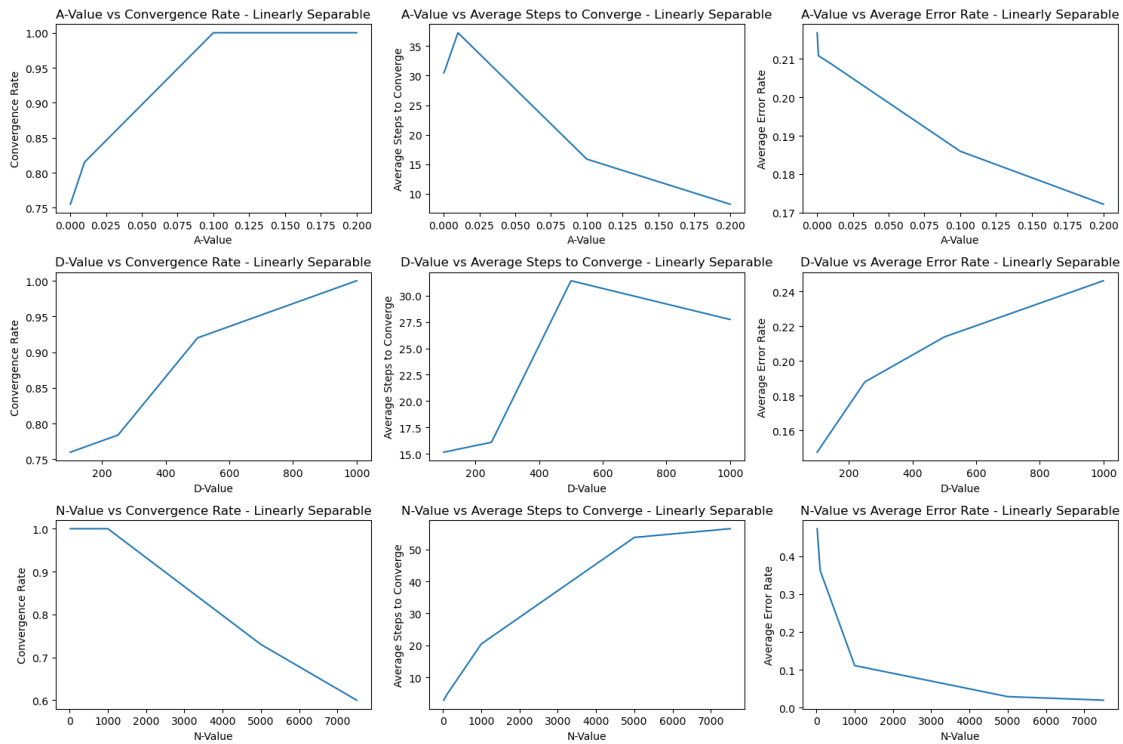 A-Value vs Convergence Rate - Linearly Separable
1.00
0.95
0.90
0.85
0.80
0.75
Convergence Rate
0.000 0.025 0.050 0.075 0.100 0.125 0.150 0.175 0.200
A-Value
A-Value vs Average Steps to Converge - Linearly Separable
35
30
25
20
15
10
Average Steps to Converge
0.000 0.025 0.050 0.075 0.100 0.125 0.150 0.175 0.200
A-Value
A-Value vs Average Error Rate - Linearly Separable
0.21
0.20
0.19
0.18
0.17
Average Error Rate
0.000 0.025 0.050 0.075 0.100 0.125 0.150 0.175 0.200
A-Value
D-Value vs Convergence Rate - Linearly Separable
1.00
0.95
0.90
0.85
0.80
0.75
Convergence Rate
200 400 600 800 1000
D-Value
D-Value vs Average Steps to Converge - Linearly Separable
30.0
27.5
25.0
22.5
20.0
17.5
15.0
Average Steps to Converge
200 400 600 800 1000
D-Value
D-Value vs Average Error Rate - Linearly Separable
0.24
0.22
0.20
0.18
0.16
Average Error Rate
200 400 600 800 1000
D-Value
N-Value vs Convergence Rate - Linearly Separable
1.0
0.9
0.8
0.7
0.6
Convergence Rate
0 1000 2000 3000 4000 5000 6000 7000
N-Value
N-Value vs Average Steps to Converge - Linearly Separable
50
40
30
20
10
Average Steps to Converge
0 1000 2000 3000 4000 5000 6000 7000
N-Value
N-Value vs Average Error Rate - Linearly Separable
0.4
0.3
0.2
0.1
0.0
Average Error Rate
0 1000 2000 3000 4000 5000 6000 7000
N-Value